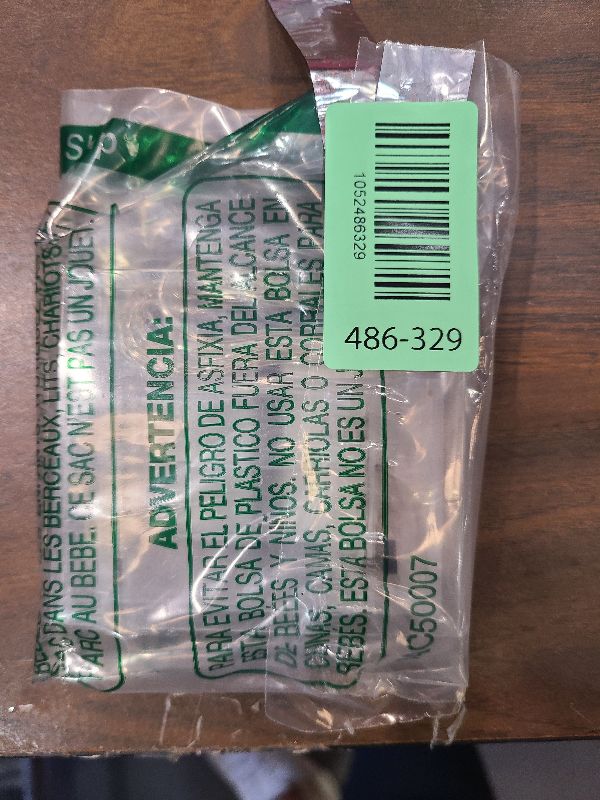 S'd
1052486329
486-329
DANS LES BERCEAUX, LITS, CHARIOTS
PARC AU BEBE. CE SAC N'EST PAS UN JOUET
ADVERTENCIA:
PARA EVITAR EL PELIGRO DE ASFIXIA, MANTENGA
ESTA BOLSA DE PLASTICO FUERA DEL ALCANCE
DE BEBES Y NIÑOS. NO USAR ESTA BOLSA EN
CUNAS, CAMAS, CARRIOLAS O CORRALES PARA
BEBES. ESTA BOLSA NO ES UN
AC50007